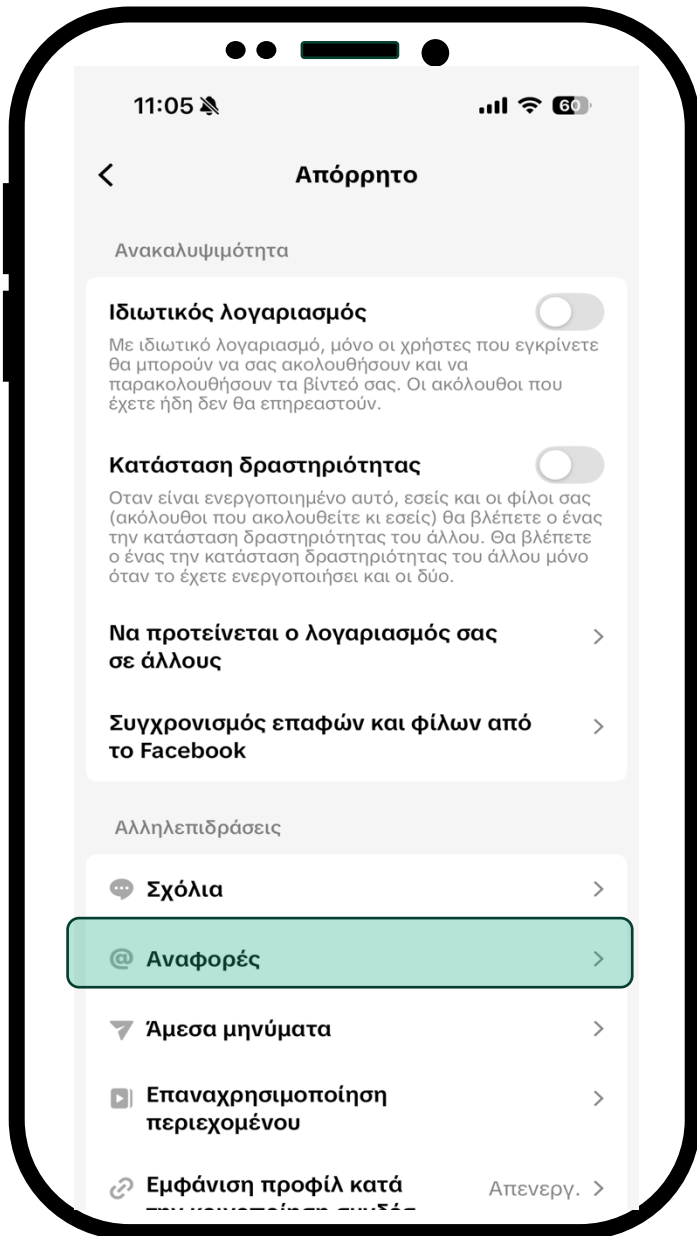 11:05
60
Απόρρητο
Ανακαλυψιμότητα
Ιδιωτικός λογαριασμός
Με ιδιωτικό λογαριασμό, μόνο οι χρήστες που εγκρίνετε
θα μπορούν να σας ακολουθήσουν και να
παρακολουθήσουν τα βίντεό σας. Οι ακόλουθοι που
έχετε ήδη δεν θα επηρεαστούν.
Κατάσταση δραστηριότητας
Οταν είναι ενεργοποιημένο αυτό, εσείς και οι φίλοι σας
(ακόλουθοι που ακολουθείτε κι εσείς) θα βλέπετε ο ένας
την κατάσταση δραστηριότητας του άλλου. Θα βλέπετε
ο ένας την κατάσταση δραστηριότητας του άλλου μόνο
όταν το έχετε ενεργοποιήσει και οι δύο.
Να προτείνεται ο λογαριασμός σας
σε άλλους
Συγχρονισμός επαφών και φίλων από
το Facebook
Αλληλεπιδράσεις
Σχόλια
@ Αναφορές
Άμεσα μηνύματα
Επαναχρησιμοποίηση
περιεχομένου
Εμφάνιση προφίλ κατά Απενεργ.